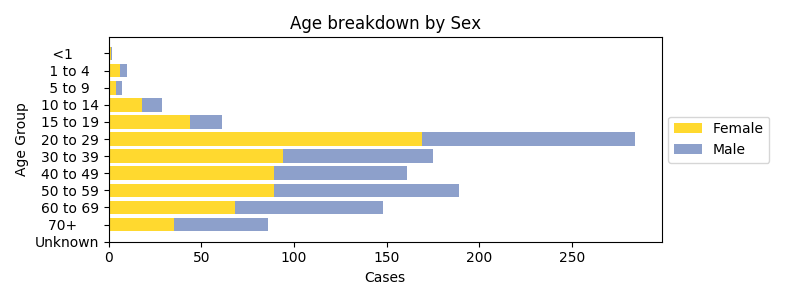 Age breakdown by Sex
Age Group
<1
1 to 4
5 to 9
10 to 14
15 to 19
20 to 29
30 to 39
40 to 49
50 to 59
60 to 69
70+
Unknown
0 50 100 150 200 250
Cases
Female
Male